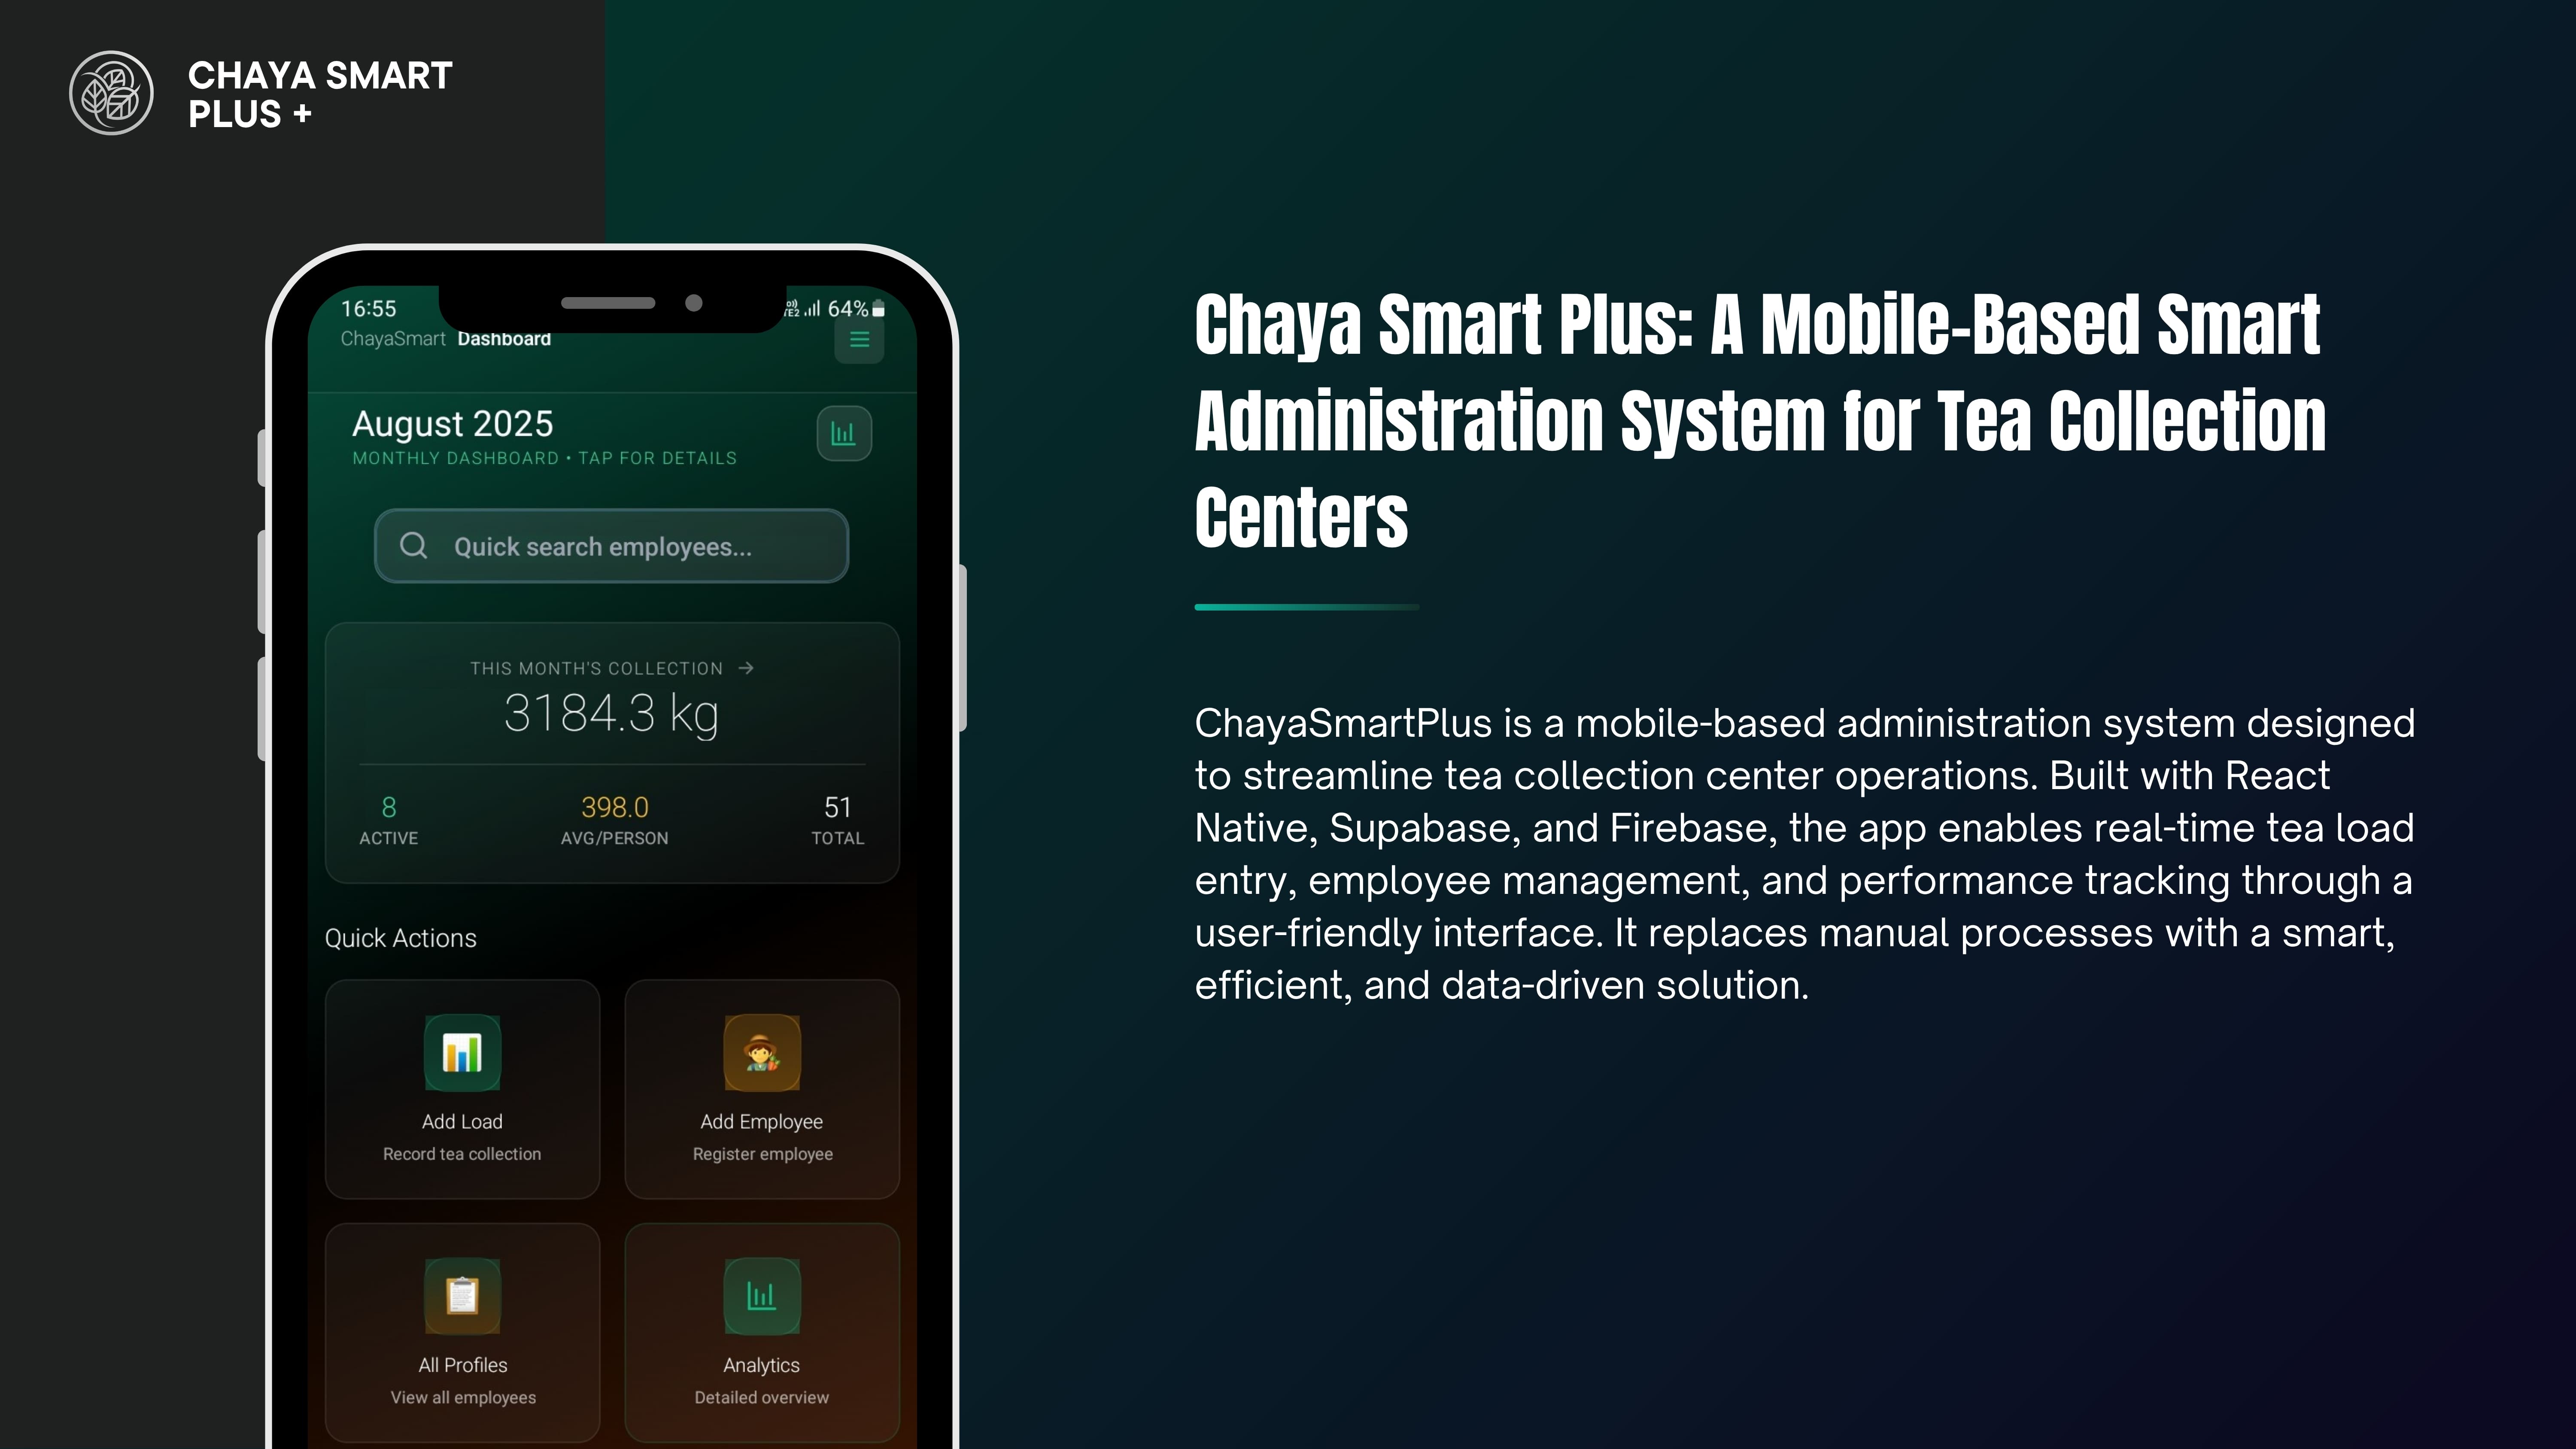 CHAYA SMART
PLUS +
16:55
64%
ChayaSmart Dashboard
August 2025
MONTHLY DASHBOARD • TAP FOR DETAILS
Quick search employees...
THIS MONTH'S COLLECTION →
3184.3 kg
8 398.0 51
ACTIVE AVG/PERSON TOTAL
Quick Actions
Add Load Add Employee
Record tea collection Register employee
All Profiles Analytics
View all employees Detailed overview
Chaya Smart Plus: A Mobile-Based Smart
Administration System for Tea Collection
Centers
ChayaSmartPlus is a mobile-based administration system designed
to streamline tea collection center operations. Built with React
Native, Supabase, and Firebase, the app enables real-time tea load
entry, employee management, and performance tracking through a
user-friendly interface. It replaces manual processes with a smart,
efficient, and data-driven solution.